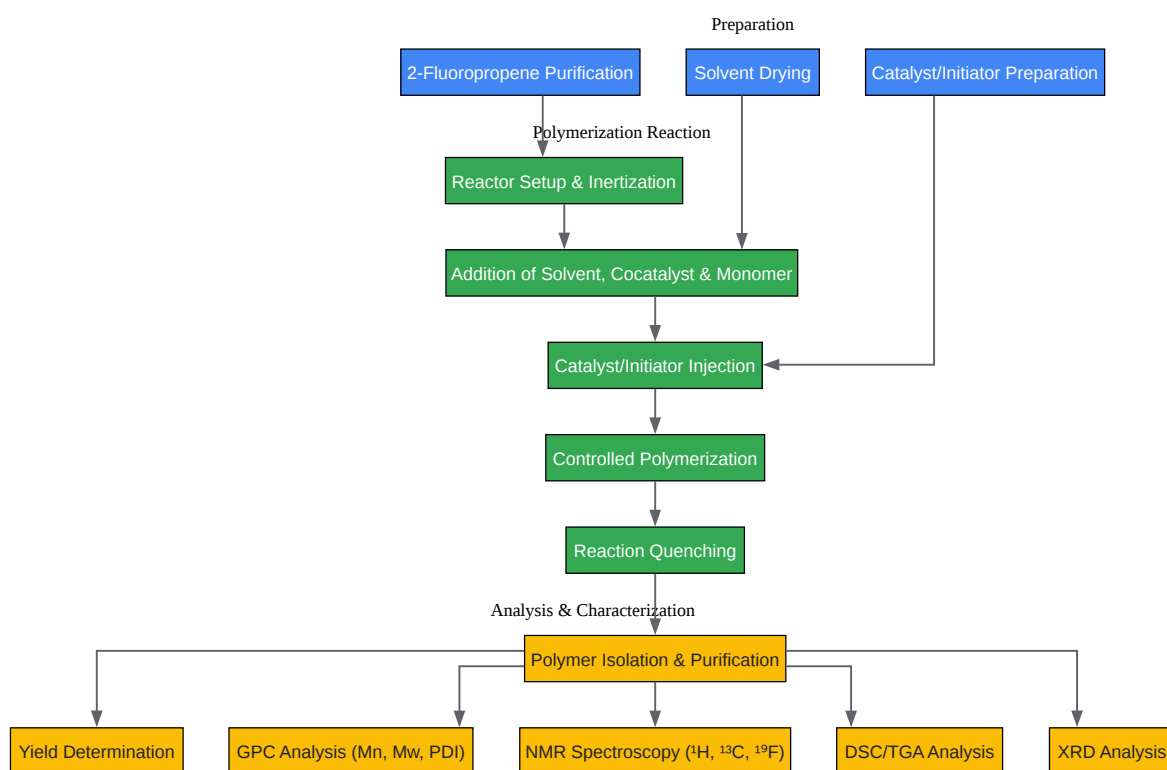 Preparation
2-Fluoropropene Purification
Solvent Drying
Catalyst/Initiator Preparation
Polymerization Reaction
Reactor Setup & Inertization
Addition of Solvent, Cocatalyst & Monomer
Catalyst/Initiator Injection
Controlled Polymerization
Reaction Quenching
Analysis & Characterization
Polymer Isolation & Purification
Yield Determination
GPC Analysis (Mn, Mw, PDI)
NMR Spectroscopy (¹H, ¹³C, ¹⁹F)
DSC/TGA Analysis
XRD Analysis